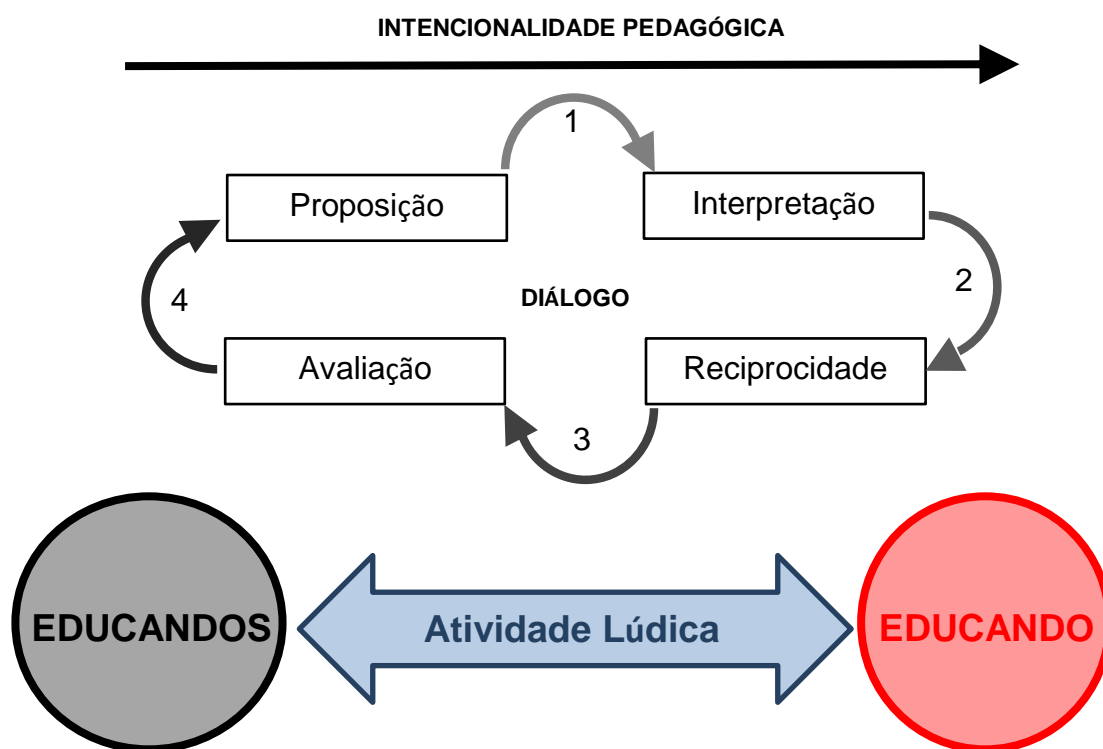 INTENCIONALIDADE PEDAGÓGICA
1
Proposição
Interpretação
2
4
DIÁLOGO
Avaliação
Reciprocidade
3
EDUCANDOS
Atividade Lúdica
EDUCANDO